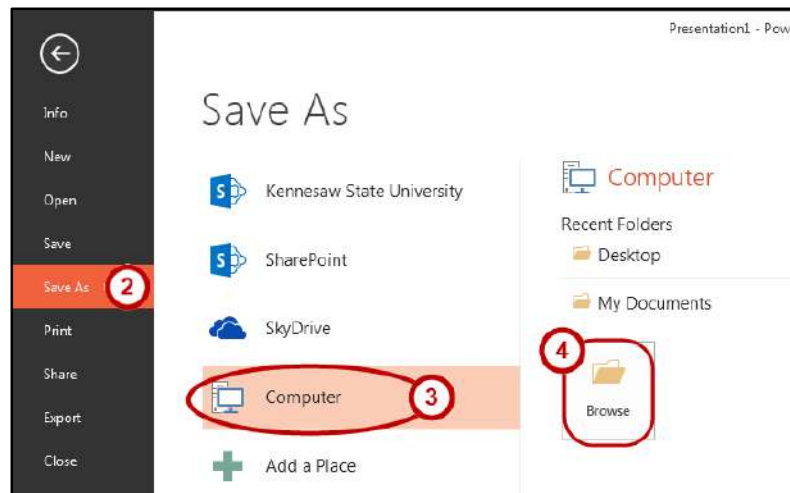 Presentation1 - Pow
Info
New
Open
Save
Save As
2
Print
Share
Export
Close
Save As
Kennesaw State University
SharePoint
SkyDrive
Computer
3
Add a Place
Computer
Recent Folders
Desktop
My Documents
4
Browse